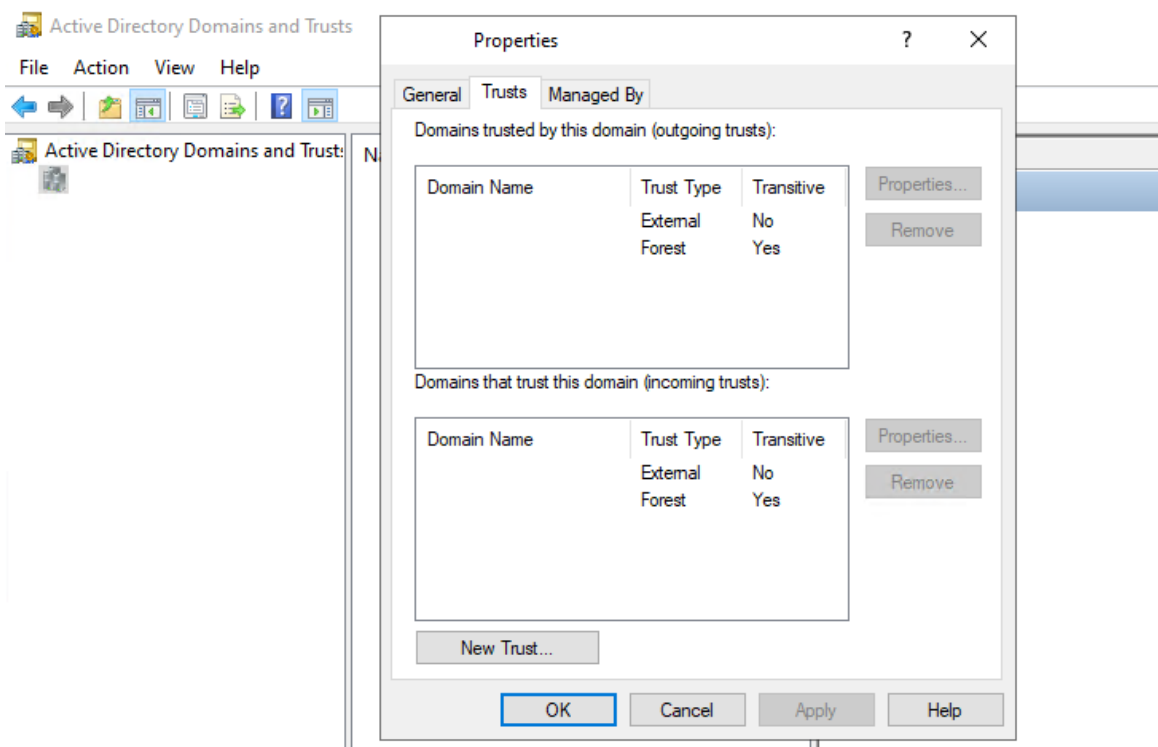 Active Directory Domains and Trusts
File Action View Help
Active Directory Domains and Trust
Properties
? 
General Trusts Managed By
Domains trusted by this domain (outgoing trusts):
Domain Name Trust Type Transitive
External No
Forest Yes
Properties...
Remove
Domains that trust this domain (incoming trusts):
Domain Name Trust Type Transitive
External No
Forest Yes
Properties...
Remove
New Trust...
OK Cancel Apply Help